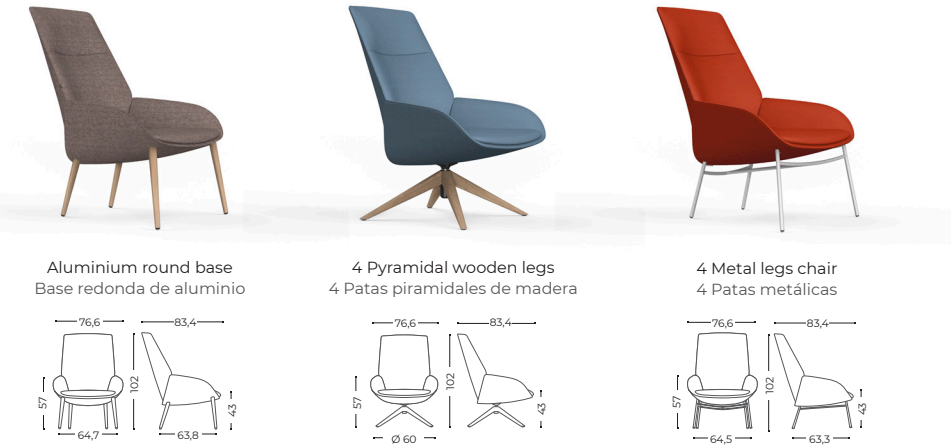 Aluminium round base
Base redonda de aluminio
76,6
83,4
57
102
43
64,7
63,8
4 Pyramidal wooden legs
4 Patas piramidales de madera
76,6
83,4
57
102
43
Ø 60
4 Metal legs chair
4 Patas metálicas
76,6
83,4
57
102
43
64,5
63,3